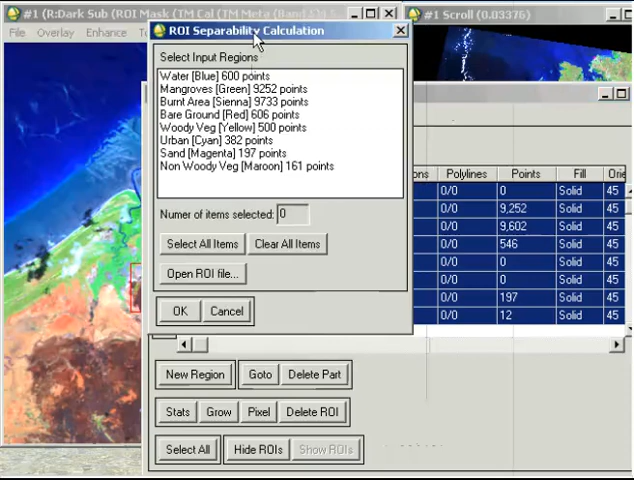 #1 (R:Dark Sub (ROI Mask (TM Cal (TM Meta (Band
#1 Scroll (0.03376)
File Overlay Enhance
ROI Separability Calculation
Select Input Regions
Water [Blue] 600 points
Mangroves [Green] 9252 points
Burnt Area [Sienna] 9733 points
Bare Ground [Red] 606 points
Woody Veg [Yellow] 500 points
Urban [Cyan] 382 points
Sand [Magenta] 197 points
Non Woody Veg [Maroon] 161 points
Numer of items selected: 0
Select All Items Clear All Items
Open ROI file...
OK Cancel
ons Polylines Points Fill Orie
0/0 0 Solid 45
0/0 9,252 Solid 45
0/0 9,602 Solid 45
0/0 546 Solid 45
0/0 0 Solid 45
0/0 0 Solid 45
0/0 197 Solid 45
0/0 12 Solid 45
New Region Goto Delete Part
Stats Grow Pixel Delete ROI
Select All Hide ROIs Show ROIs